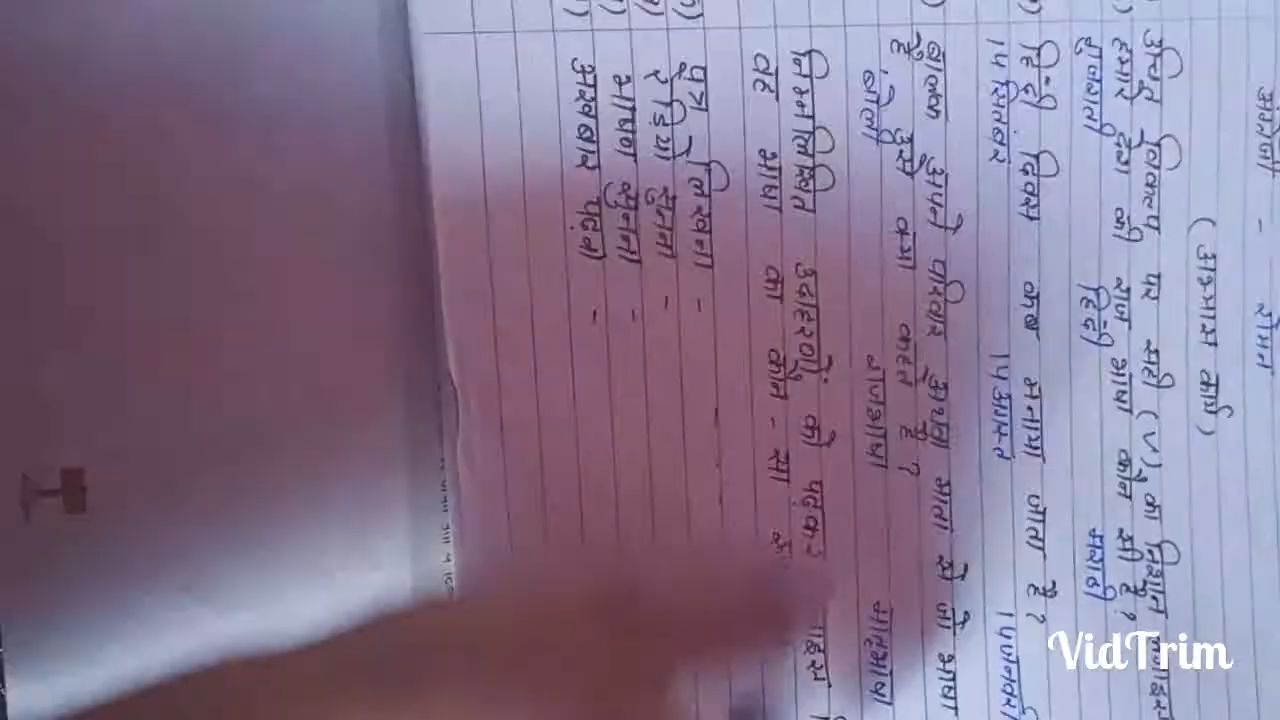 अंग्रेजी - रोमन
(अभ्यास कार्य)
उचित विकल्प पर सही (✓) का निशान लगाइए
हमारे देश की राज भाषा कौन सी है?
गुजराती हिंदी मराठी
हिंदी दिवस कब मनाया जाता है?
14 सितंबर 14 अगस्त 14 जनवरी
बालक अपने परिवार अथवा माता से जो भाषा
है, उसे क्या कहते हैं?
बोली राजभाषा मातृभाषा
निम्नलिखित उदाहरणों को पढ़कर
वह भाषा का कौन-सा
पत्र लिखना -
रेडियो सुनना -
भाषण सुनना -
अखबार पढ़ना -
VidTrim